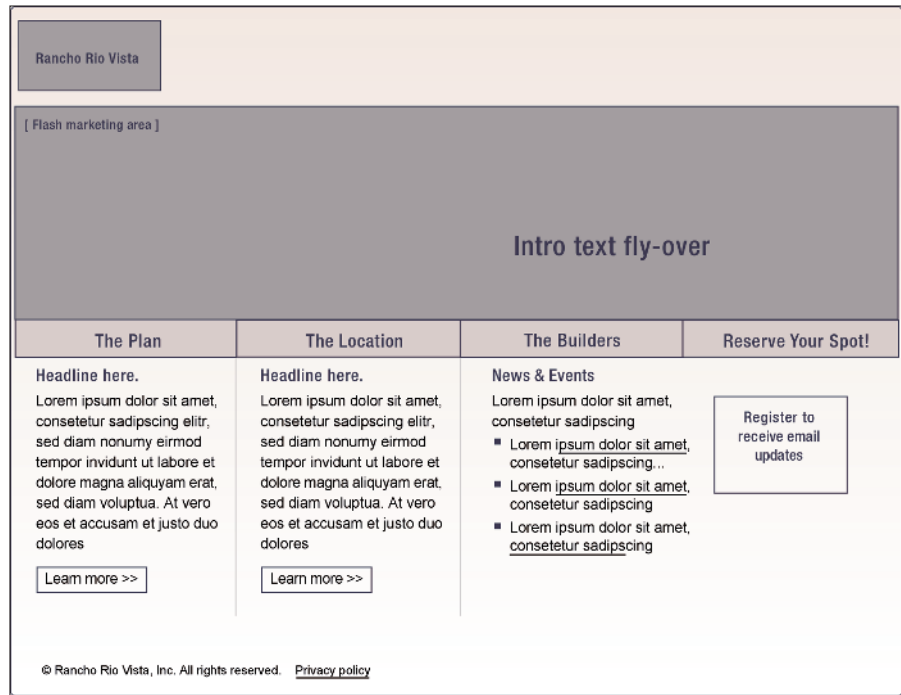 Rancho Rio Vista
[ Flash marketing area ]
Intro text fly-over
The Plan
The Location
The Builders
Reserve Your Spot!
Headline here.
Lorem ipsum dolor sit amet,
consetetur sadipscing elitr,
sed diam nonumy eirmod
tempor invidunt ut labore et
dolore magna aliquyam erat,
sed diam voluptua. At vero
eos et accusam et justo duo
dolores
Learn more >>
Headline here.
Lorem ipsum dolor sit amet,
consetetur sadipscing elitr,
sed diam nonumy eirmod
tempor invidunt ut labore et
dolore magna aliquyam erat,
sed diam voluptua. At vero
eos et accusam et justo duo
dolores
Learn more >>
News & Events
Lorem ipsum dolor sit amet,
consetetur sadipscing
Lorem ipsum dolor sit amet,
consetetur sadipscing...
Lorem ipsum dolor sit amet,
consetetur sadipscing
Lorem ipsum dolor sit amet,
consetetur sadipscing
Register to
receive email
updates
© Rancho Rio Vista, Inc. All rights reserved. Privacy policy